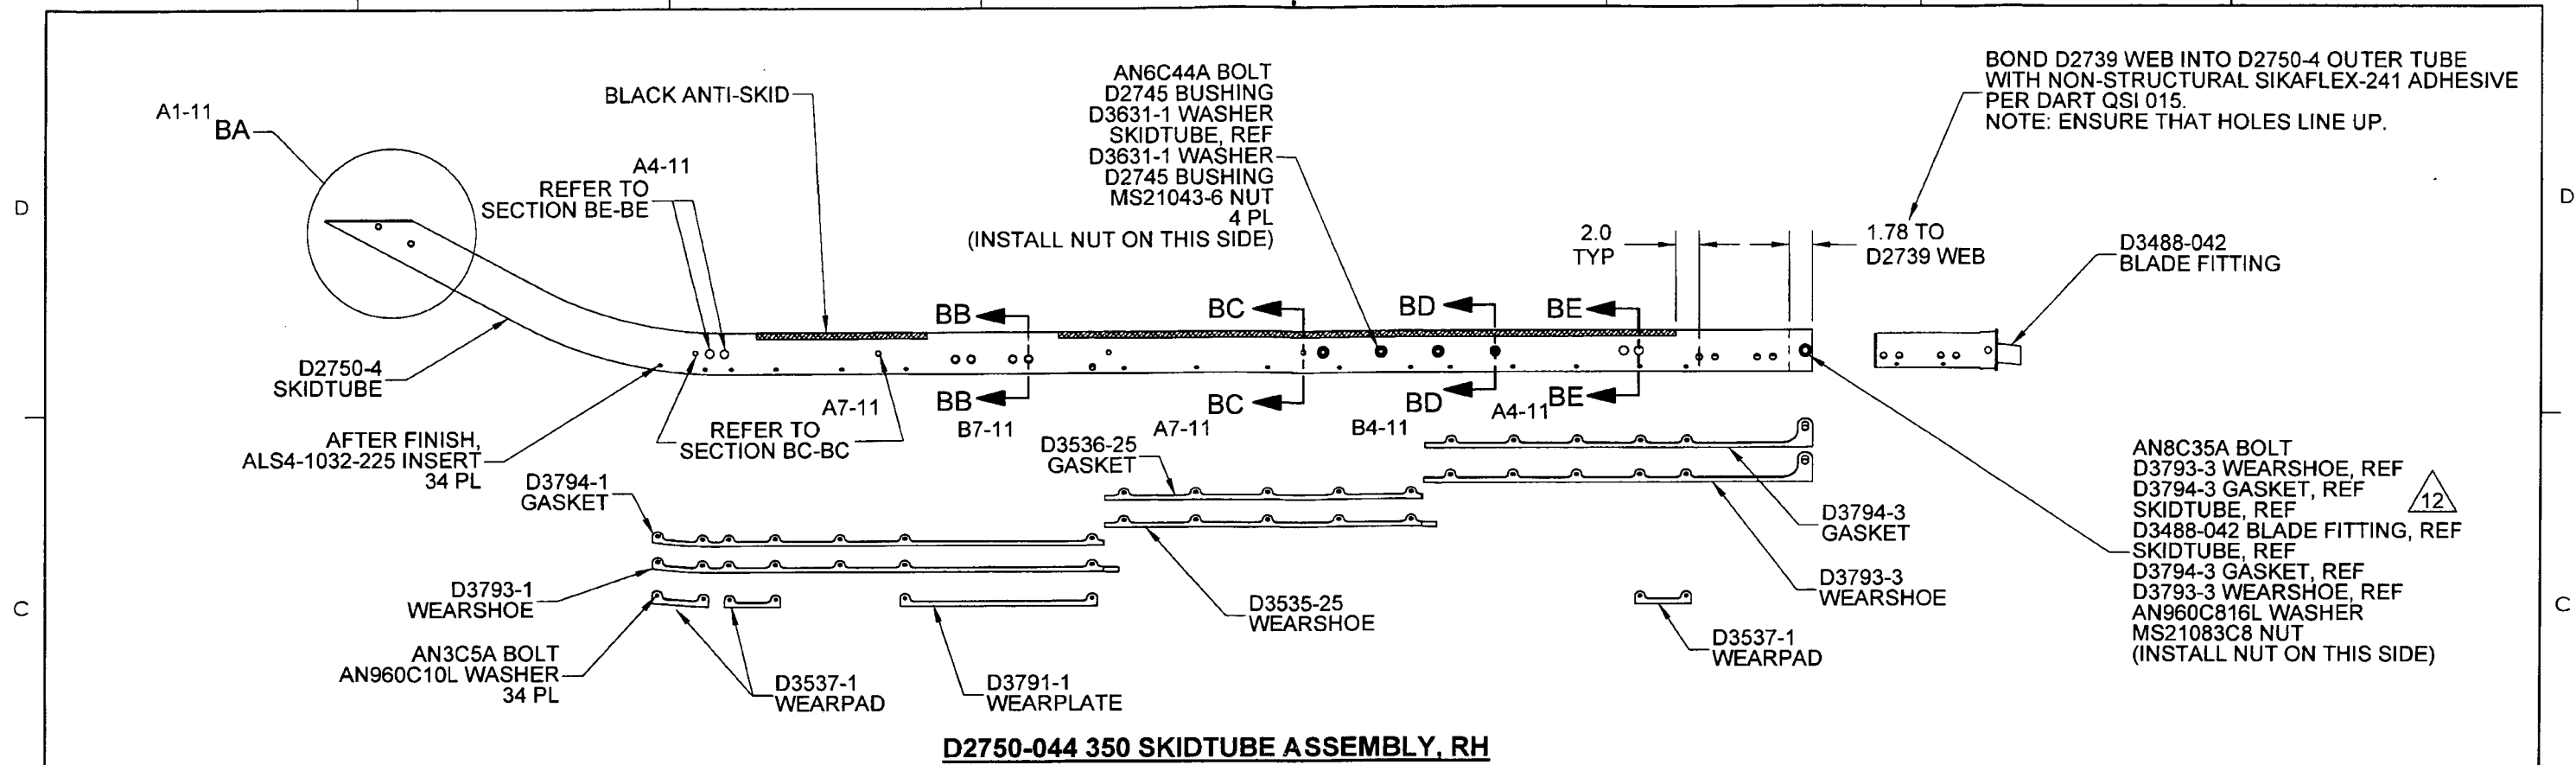 A1-11
BA
BLACK ANTI-SKID
A4-11
REFER TO
SECTION BE-BE
AN6C44A BOLT
D2745 BUSHING
D3631-1 WASHER
SKIDTUBE, REF
D3631-1 WASHER
D2745 BUSHING
MS21043-6 NUT
4 PL
(INSTALL NUT ON THIS SIDE)
BOND D2739 WEB INTO D2750-4 OUTER TUBE
WITH NON-STRUCTURAL SIKAFLEX-241 ADHESIVE
PER DART QSI 015.
NOTE: ENSURE THAT HOLES LINE UP.
D
D
2.0
TYP
1.78 TO
D2739 WEB
D3488-042
BLADE FITTING
BB
BC
BD
BE
D2750-4
SKIDTUBE
BB
BC
BD
BE
A7-11
B7-11
A7-11
B4-11
A4-11
REFER TO
SECTION BC-BC
AFTER FINISH,
ALS4-1032-225 INSERT
34 PL
D3794-1
GASKET
D3536-25
GASKET
D3794-3
GASKET
AN8C35A BOLT
D3793-3 WEARSHOE, REF
D3794-3 GASKET, REF
SKIDTUBE, REF
D3488-042 BLADE FITTING, REF
SKIDTUBE, REF
D3794-3 GASKET, REF
D3793-3 WEARSHOE, REF
AN960C816L WASHER
MS21083C8 NUT
(INSTALL NUT ON THIS SIDE)
12
C
C
D3793-1
WEARSHOE
D3535-25
WEARSHOE
D3793-3
WEARSHOE
AN3C5A BOLT
AN960C10L WASHER
34 PL
D3537-1
WEARPAD
D3791-1
WEARPLATE
D3537-1
WEARPAD
D2750-044 350 SKIDTUBE ASSEMBLY, RH